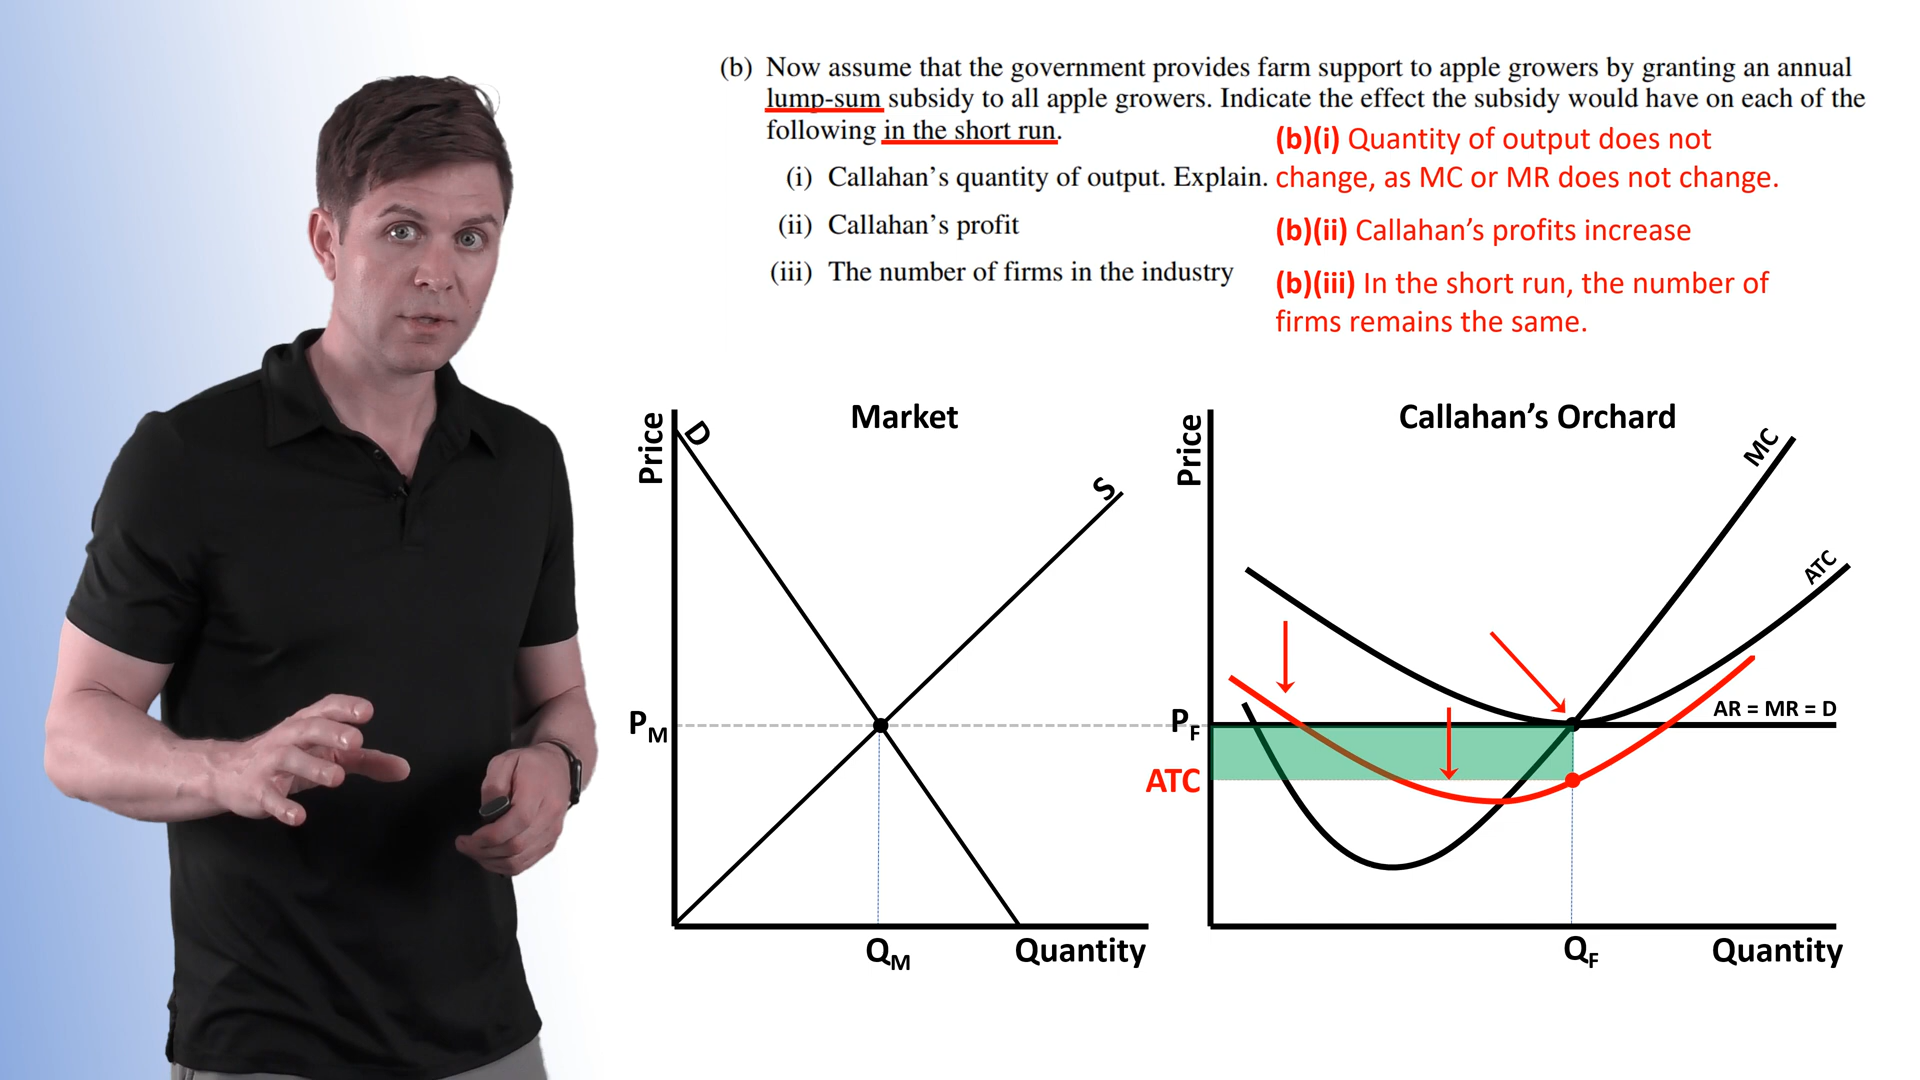 (b) Now assume that the government provides farm support to apple growers by granting an annual
lump-sum subsidy to all apple growers. Indicate the effect the subsidy would have on each of the
following in the short run.
(i) Callahan’s quantity of output. Explain.
(ii) Callahan’s profit
(iii) The number of firms in the industry
(b)(i) Quantity of output does not
change, as MC or MR does not change.
(b)(ii) Callahan’s profits increase
(b)(iii) In the short run, the number of
firms remains the same.
Market
Price
D
S
PM
QM
Quantity
Callahan’s Orchard
Price
MC
ATC
AR = MR = D
PF
ATC
QF
Quantity